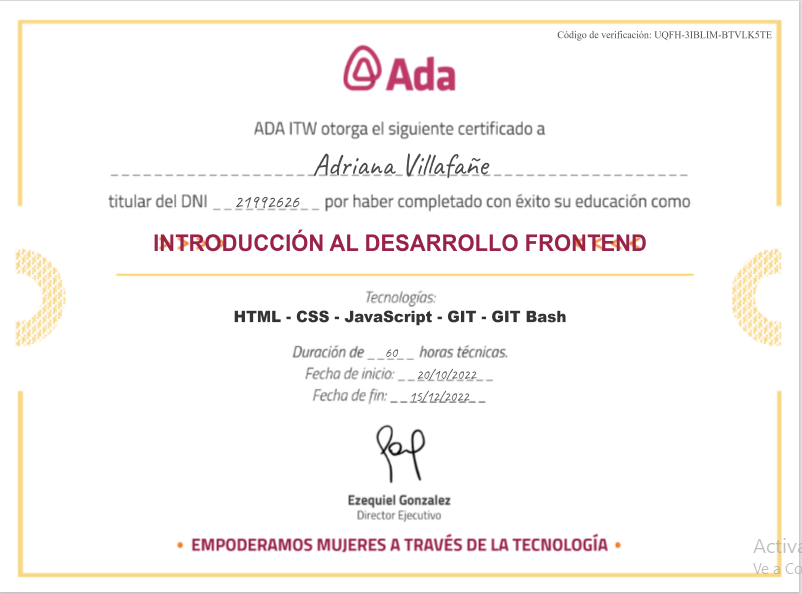 Código de verificación: UQFH-3IBLIM-BTVLK5TE
Ada
ADA ITW otorga el siguiente certificado a
Adriana Villafañe
titular del DNI 21992626 por haber completado con éxito su educación como
INTRODUCCIÓN AL DESARROLLO FRONTEND
Tecnologías:
HTML - CSS - JavaScript - GIT - GIT Bash
Duración de 60 horas técnicas.
Fecha de inicio: 20/10/2022
Fecha de fin: 15/12/2022
Ezequiel Gonzalez
Director Ejecutivo
• EMPODERAMOS MUJERES A TRAVÉS DE LA TECNOLOGÍA •
Activa
Ve a Co